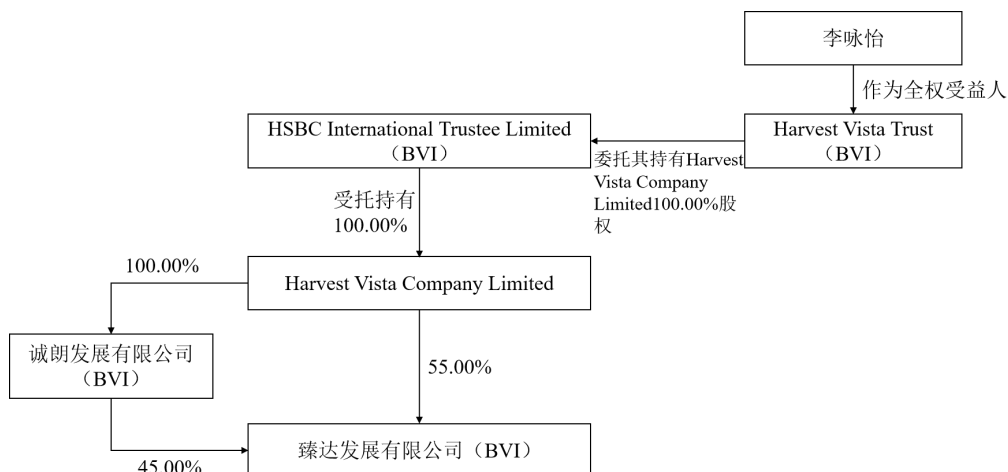 李咏怡
作为全权受益人
HSBC International Trustee Limited
（BVI）
Harvest Vista Trust
（BVI）
委托其持有Harvest
Vista Company
Limited100.00%股
权
受托持有
100.00%
100.00%
Harvest Vista Company Limited
诚朗发展有限公司
（BVI）
55.00%
臻达发展有限公司（BVI）
45.00%